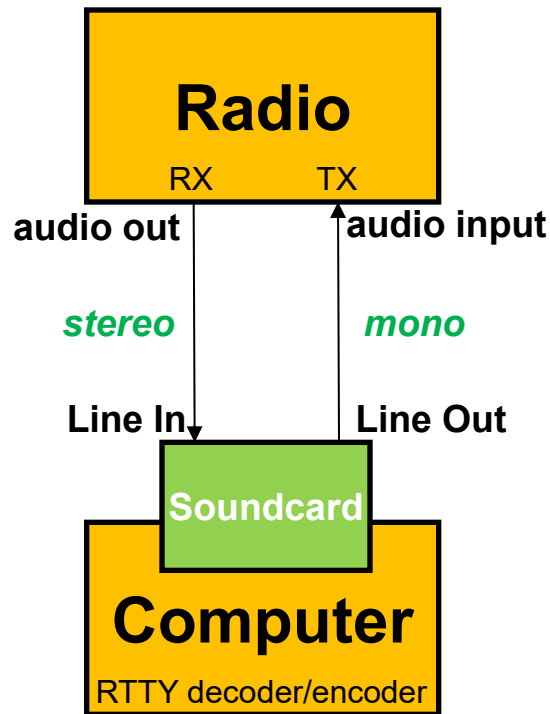 Radio
RX TX
audio out audio input
stereo mono
Line In Line Out
Soundcard
Computer
RTTY decoder/encoder